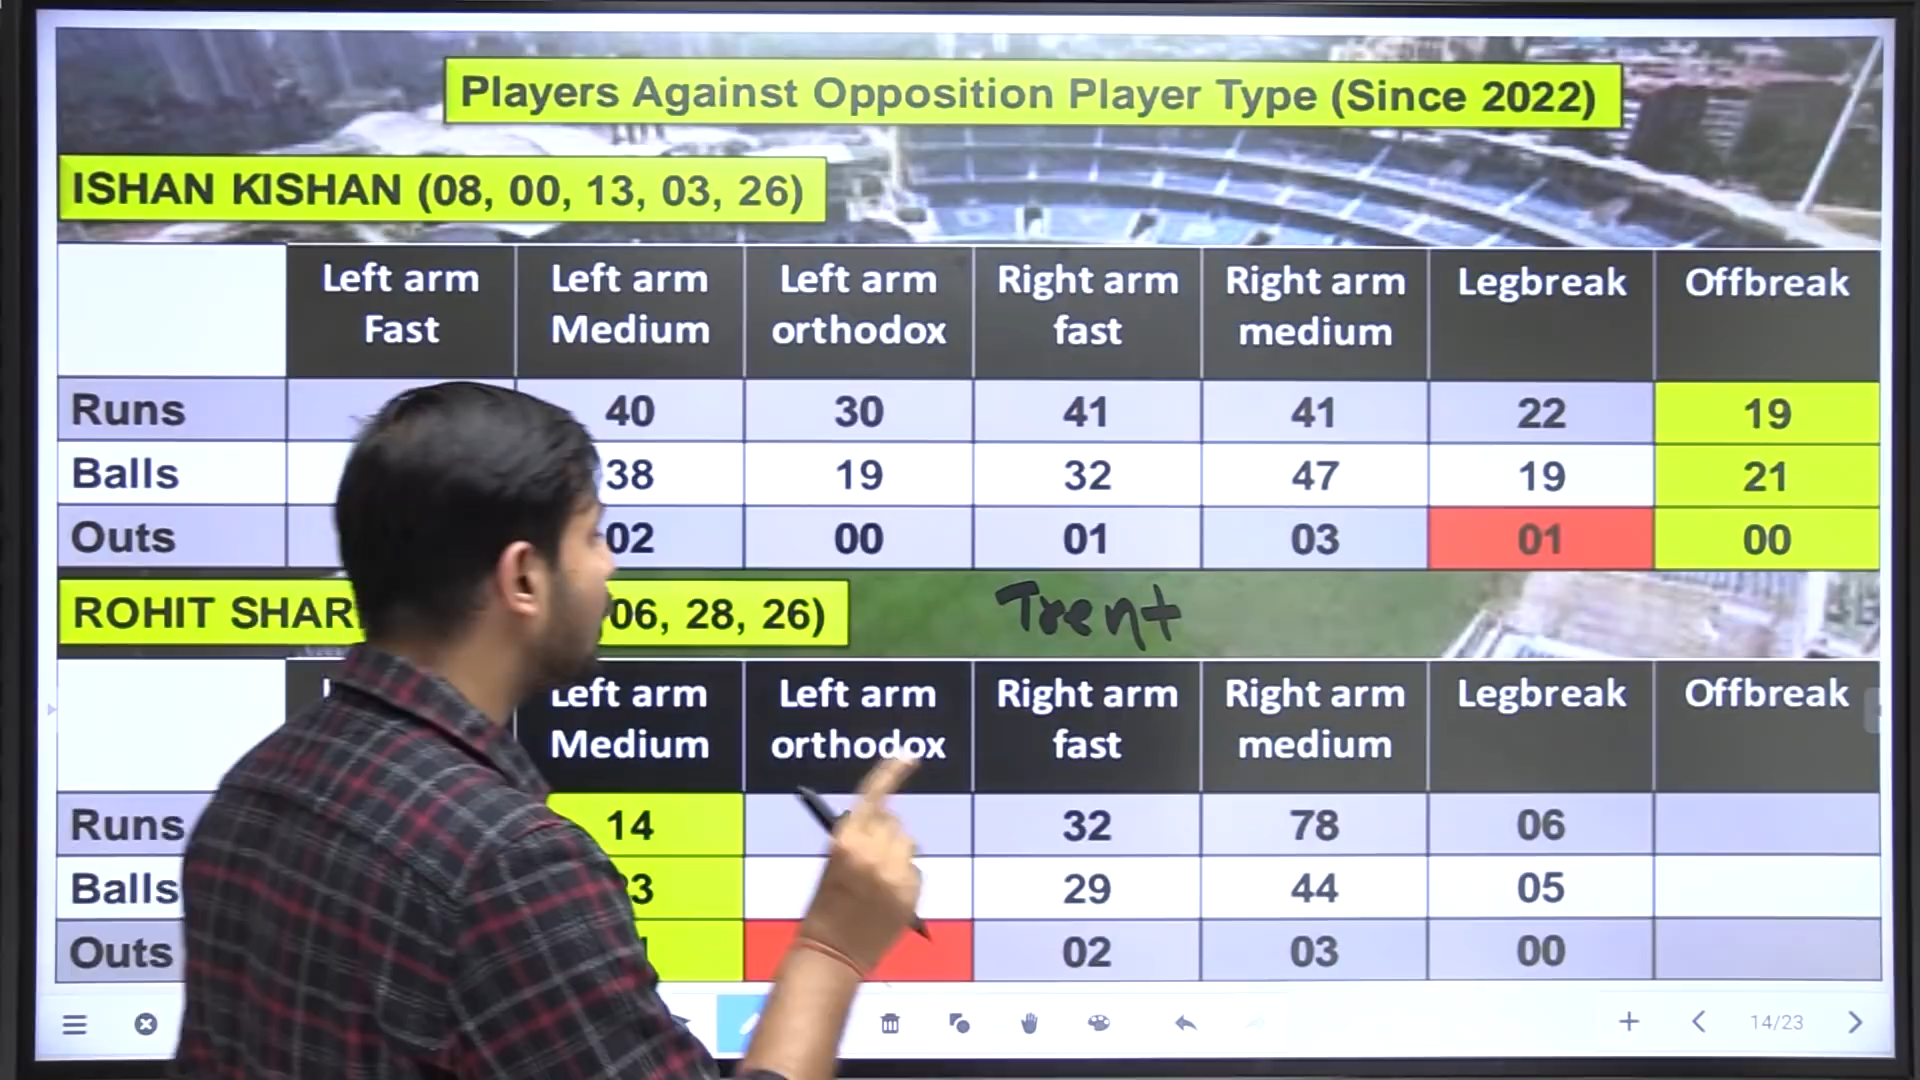 Players Against Opposition Player Type (Since 2022)
ISHAN KISHAN (08, 00, 13, 03, 26)
Left arm Fast Left arm Medium Left arm orthodox Right arm fast Right arm medium Legbreak Offbreak
Runs 40 30 41 41 22 19
Balls 38 19 32 47 19 21
Outs 02 00 01 03 01 00
ROHIT SHAR 06, 28, 26)
Trent
Left arm Medium Left arm orthodox Right arm fast Right arm medium Legbreak Offbreak
Runs 14 32 78 06
Balls 3 29 44 05
Outs 02 03 00
14/23